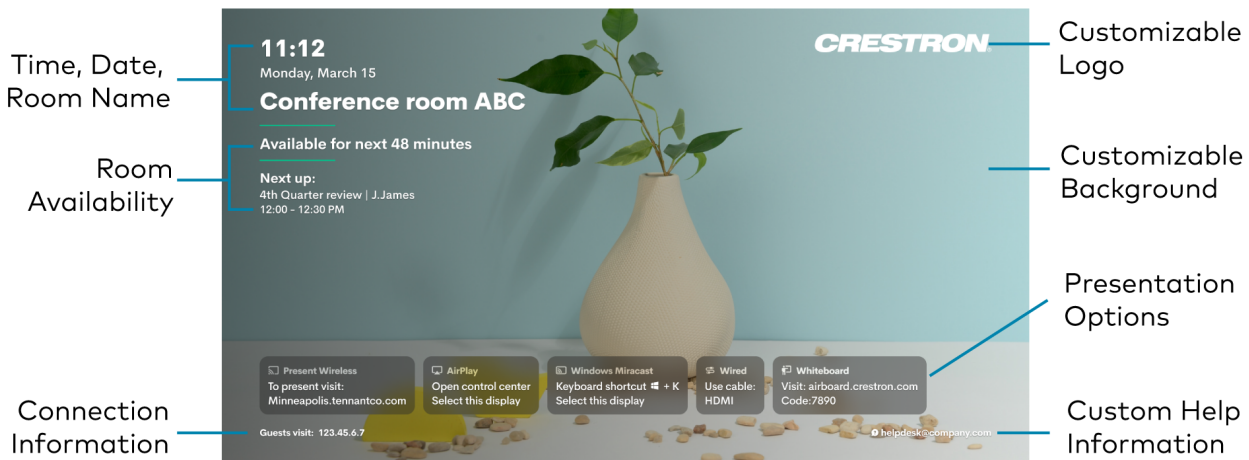 Time, Date,
Room Name
Room
Availability
Connection
Information
11:12
Monday, March 15
Conference room ABC
Available for next 48 minutes
Next up:
4th Quarter review | J.James
12:00 - 12:30 PM
CRESTRON
Present Wireless
To present visit:
Minneapolis.tennantco.com
AirPlay
Open control center
Select this display
Windows Miracast
Keyboard shortcut + K
Select this display
Wired
Use cable:
HDMI
Whiteboard
Visit: airboard.crestron.com
Code:7890
Guests visit: 123.45.6.7
helpdesk@company.com
Customizable
Logo
Customizable
Background
Presentation
Options
Custom Help
Information